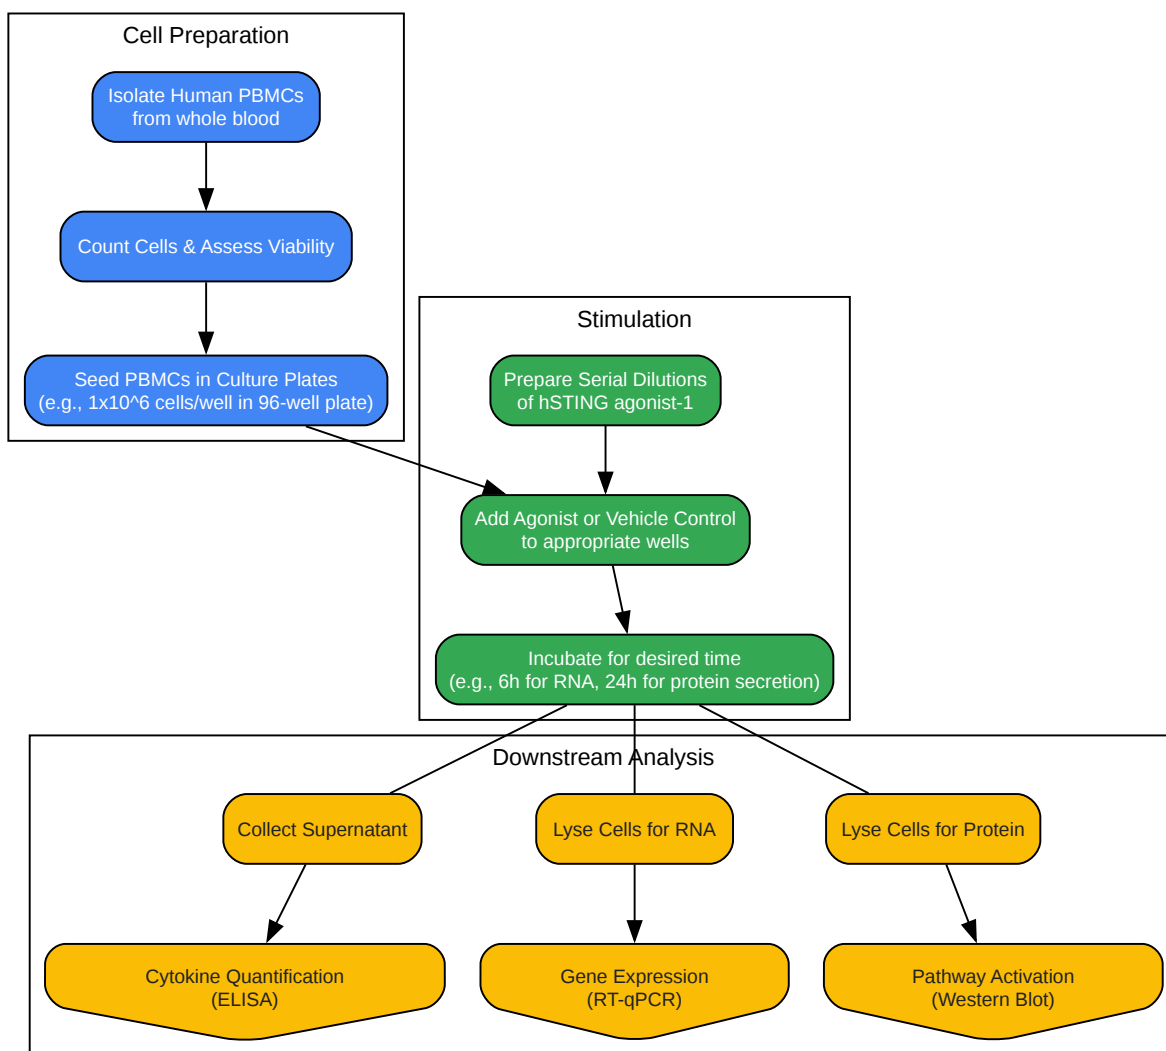 Cell Preparation
Isolate Human PBMCs
from whole blood
Count Cells & Assess Viability
Seed PBMCs in Culture Plates
(e.g., 1x10^6 cells/well in 96-well plate)
Stimulation
Prepare Serial Dilutions
of hSTING agonist-1
Add Agonist or Vehicle Control
to appropriate wells
Incubate for desired time
(e.g., 6h for RNA, 24h for protein secretion)
Downstream Analysis
Collect Supernatant
Lyse Cells for RNA
Lyse Cells for Protein
Cytokine Quantification
(ELISA)
Gene Expression
(RT-qPCR)
Pathway Activation
(Western Blot)